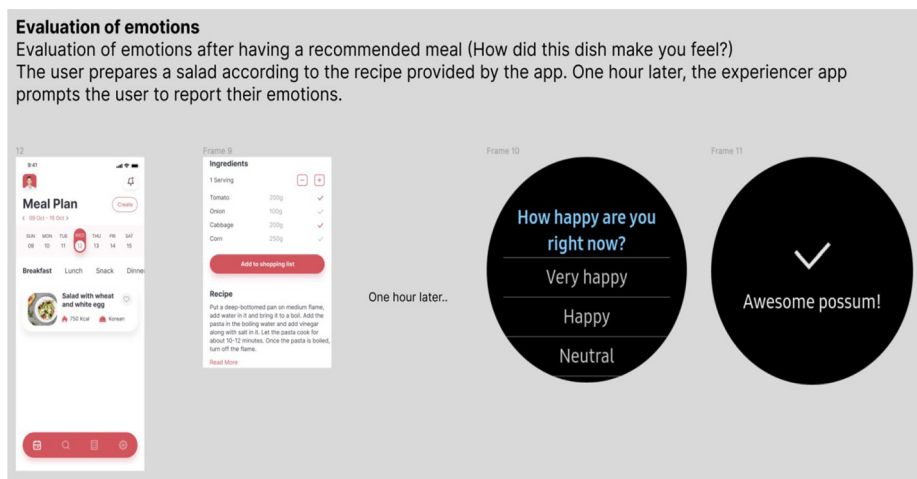 Evaluation of emotions
Evaluation of emotions after having a recommended meal (How did this dish make you feel?)
The user prepares a salad according to the recipe provided by the app. One hour later, the experiencer app
prompts the user to report their emotions.
12
9:41
Meal Plan
Create
< 09 Oct - 15 Oct >
SUN MON TUE WED THU FRI SAT
09 10 11 12 13 14 15
Breakfast Lunch Snack Dinne
Salad with wheat
and white egg
750 Kcal Korean
Frame 9
Ingredients
1 Serving
Tomato 200g
Onion 100g
Cabbage 200g
Corn 250g
Add to shopping list
Recipe
Put a deep-bottomed pan on medium flame,
add water in it and bring it to a boil. Add the
pasta in the boiling water and add vinegar
along with salt in it. Let the pasta cook for
about 10-12 minutes. Once the pasta is boiled,
turn off the flame.
Read More
One hour later..
Frame 10
How happy are you
right now?
Very happy
Happy
Neutral
Frame 11
Awesome possum!